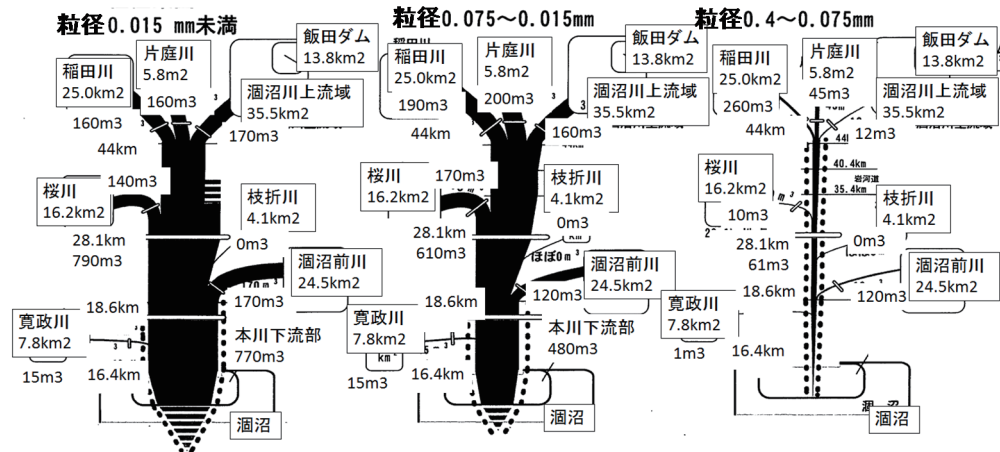 粒径0.015 mm未満
飯田ダム
13.8km2
片庭川
5.8m2
稲田川
25.0km2
涸沼川上流域
35.5km2
160m3
160m3
170m3
44km
140m3
桜川
16.2km2
枝折川
4.1km2
28.1km
790m3
0m3
涸沼前川
24.5km2
170m3
18.6km
寛政川
7.8km2
本川下流部
770m3
15m3
16.4km
涸沼
粒径0.075～0.015mm
飯田ダム
13.8km2
片庭川
5.8m2
稲田川
25.0km2
涸沼川上流域
35.5km2
190m3
200m3
160m3
44km
170m3
桜川
16.2km2
枝折川
4.1km2
0m3
28.1km
610m3
ほぼ0m3
涸沼前川
24.5km2
120m3
18.6km
寛政川
7.8km2
本川下流部
480m3
km2
15m3
16.4km
涸沼
粒径0.4～0.075mm
飯田ダム
13.8km2
片庭川
5.8m2
45m3
稲田川
25.0km2
涸沼川上流域
35.5km2
260m3
44km
12m3
40.4km
岩河道
35.4km
桜川
16.2km2
枝折川
4.1km2
10m3
28.1km
61m3
0m3
涸沼前川
24.5km2
18.6km
120m3
寛政川
7.8km2
1m3
16.4km
涸沼